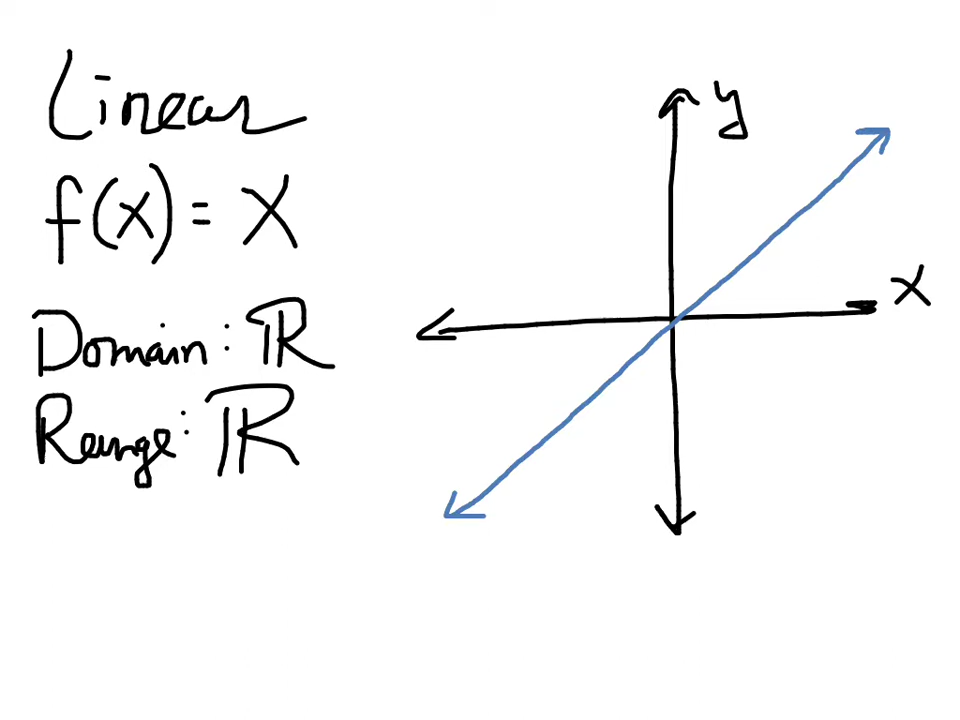 Linear
f(x) = x
Domain: ℝ
Range: ℝ
y
x